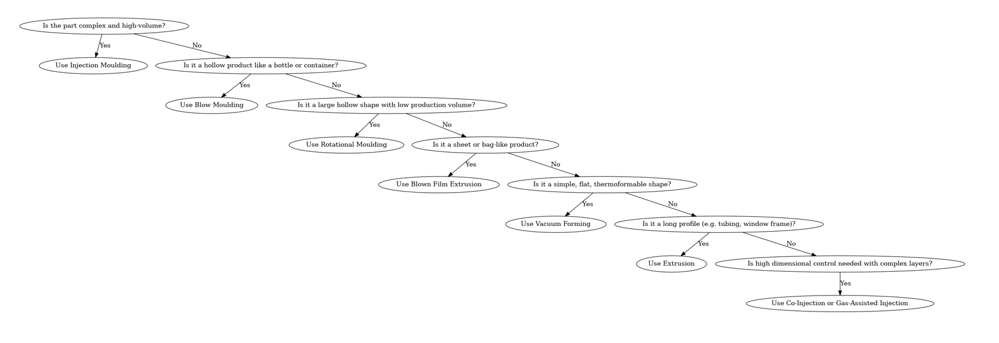 Is the part complex and high-volume?
Yes
No
Use Injection Moulding
Is it a hollow product like a bottle or container?
Yes
No
Use Blow Moulding
Is it a large hollow shape with low production volume?
Yes
No
Use Rotational Moulding
Is it a sheet or bag-like product?
Yes
No
Use Blown Film Extrusion
Is it a simple, flat, thermoformable shape?
Yes
No
Use Vacuum Forming
Is it a long profile (e.g. tubing, window frame)?
Yes
No
Use Extrusion
Is high dimensional control needed with complex layers?
Yes
Use Co-Injection or Gas-Assisted Injection